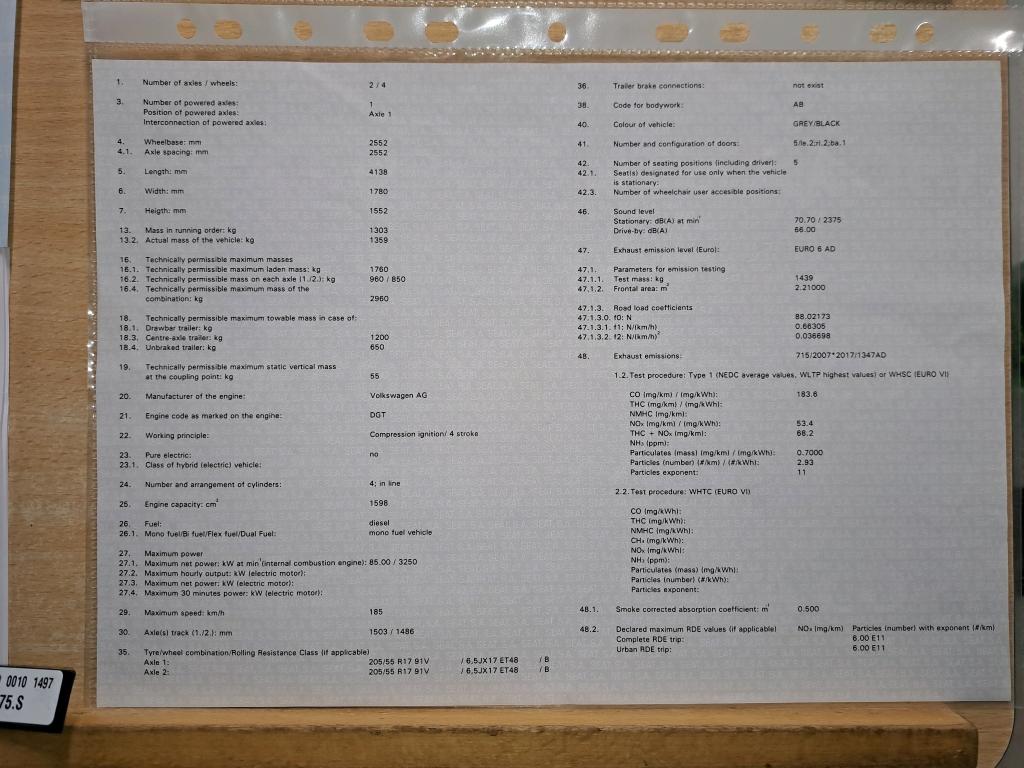 1. Number of axles / wheels: 2 / 4
3. Number of powered axles: 1
Position of powered axles: Axle 1
Interconnection of powered axles:
4. Wheelbase: mm 2552
4.1. Axle spacing: mm 2552
5. Length: mm 4138
6. Width: mm 1780
7. Heigth: mm 1552
13. Mass in running order: kg 1303
13.2. Actual mass of the vehicle: kg 1359
16. Technically permissible maximum masses
16.1. Technically permissible maximum laden mass: kg 1760
16.2. Technically permissible mass on each axle (1./2.): kg 960 / 850
16.4. Technically permissible maximum mass of the
combination: kg 2960
18. Technically permissible maximum towable mass in case of:
18.1. Drawbar trailer: kg
18.3. Centre-axle trailer: kg 1200
18.4. Unbraked trailer: kg 650
19. Technically permissible maximum static vertical mass
at the coupling point: kg 55
20. Manufacturer of the engine: Volkswagen AG
21. Engine code as marked on the engine: DGT
22. Working principle: Compression ignition/ 4 stroke
23. Pure electric: no
23.1. Class of hybrid (electric) vehicle:
24. Number and arrangement of cylinders: 4; in line
25. Engine capacity: cm³ 1598
26. Fuel: diesel
26.1. Mono fuel/Bi fuel/Flex fuel/Dual Fuel: mono fuel vehicle
27. Maximum power
27.1. Maximum net power: kW at min⁻¹(internal combustion engine): 85.00 / 3250
27.2. Maximum hourly output: kW (electric motor):
27.3. Maximum net power: kW (electric motor):
27.4. Maximum 30 minutes power: kW (electric motor):
29. Maximum speed: km/h 185
30. Axle(s) track (1./2.): mm 1503 / 1486
35. Tyre/wheel combination/Rolling Resistance Class (if applicable)
Axle 1: 205/55 R17 91V / 6,5JX17 ET48 / B
Axle 2: 205/55 R17 91V / 6,5JX17 ET48 / B
36. Trailer brake connections: not exist
38. Code for bodywork: AB
40. Colour of vehicle: GREY/BLACK
41. Number and configuration of doors: 5/le.2;ri.2;ba.1
42. Number of seating positions (including driver): 5
42.1. Seat(s) designated for use only when the vehicle
is stationary:
42.3. Number of wheelchair user accesible positions:
46. Sound level
Stationary: dB(A) at min⁻¹ 70.70 / 2375
Drive-by: dB(A) 66.00
47. Exhaust emission level (Euro): EURO 6 AD
47.1. Parameters for emission testing
47.1.1. Test mass: kg 1439
47.1.2. Frontal area: m² 2.21000
47.1.3. Road load coefficients
47.1.3.0. f0: N 88.02173
47.1.3.1. f1: N/(km/h) 0.66305
47.1.3.2. f2: N/(km/h)² 0.036698
48. Exhaust emissions: 715/2007*2017/1347AD
1.2. Test procedure: Type 1 (NEDC average values, WLTP highest values) or WHSC (EURO VI)
CO (mg/km) / (mg/kWh): 183.6
THC (mg/km) / (mg/kWh):
NMHC (mg/km):
NOx (mg/km) / (mg/kWh): 53.4
THC + NOx (mg/km): 68.2
NH₃ (ppm):
Particulates (mass) (mg/km) / (mg/kWh): 0.7000
Particles (number) (#/km) / (#/kWh): 2.93
Particles exponent: 11
2.2. Test procedure: WHTC (EURO VI)
CO (mg/kWh):
THC (mg/kWh):
NMHC (mg/kWh):
CH₄ (mg/kWh):
NOx (mg/kWh):
NH₃ (ppm):
Particulates (mass) (mg/kWh):
Particles (number) (#/kWh):
Particles exponent:
48.1. Smoke corrected absorption coefficient: m⁻¹ 0.500
48.2. Declared maximum RDE values (if applicable) NOx (mg/km) Particles (number) with exponent (#/km)
Complete RDE trip: 6.00 E11
Urban RDE trip: 6.00 E11
0010 1497
75.S